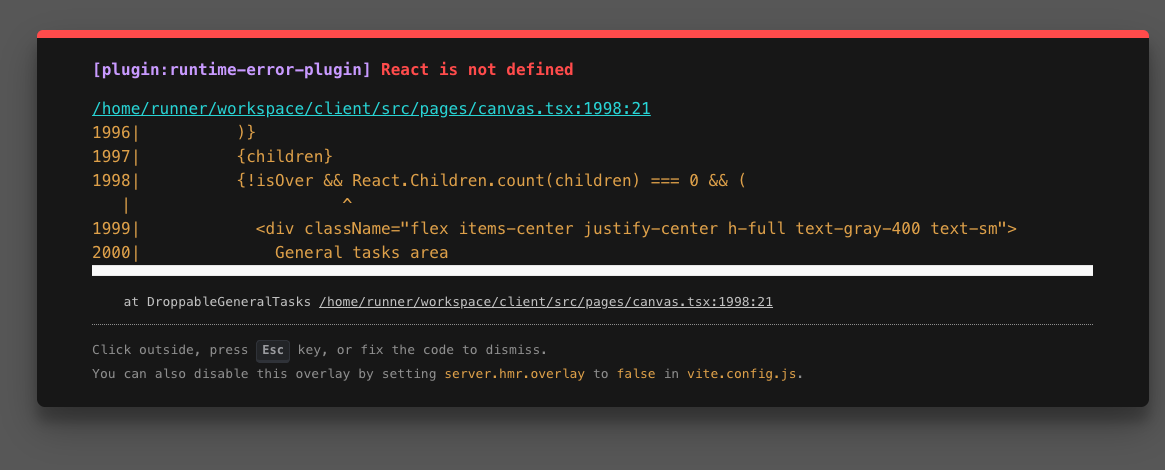 [plugin:runtime-error-plugin] React is not defined
/home/runner/workspace/client/src/pages/canvas.tsx:1998:21
1996|          )}
1997|          {children}
1998|          {!isOver && React.Children.count(children) === 0 && (
   |                      ^
1999|            <div className="flex items-center justify-center h-full text-gray-400 text-sm">
2000|              General tasks area
    at DroppableGeneralTasks /home/runner/workspace/client/src/pages/canvas.tsx:1998:21
Click outside, press Esc key, or fix the code to dismiss.
You can also disable this overlay by setting server.hmr.overlay to false in vite.config.js.